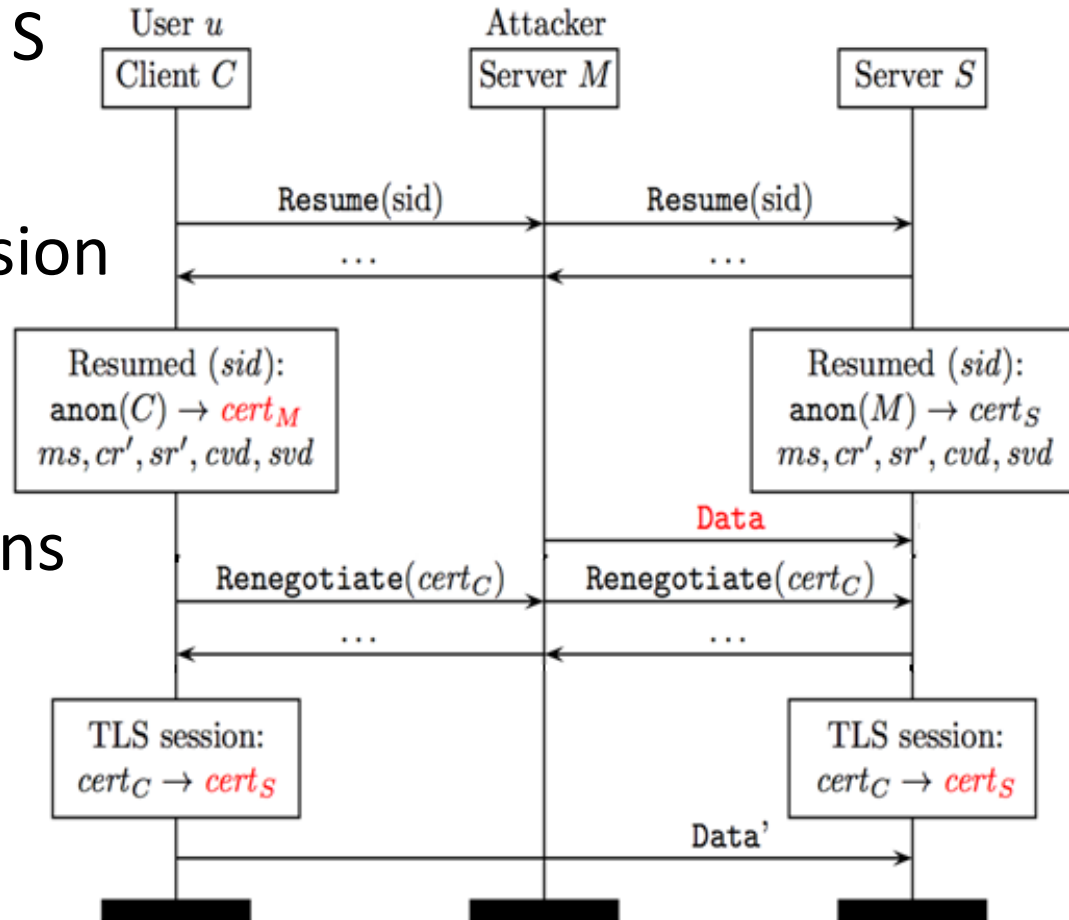 S
User u
Attacker
Client C
Server M
Server S
Resume(sid)
Resume(sid)
sion
...
...
Resumed (sid):
anon(C) → cert_M
ms, cr′, sr′, cvd, svd
Resumed (sid):
anon(M) → cert_S
ms, cr′, sr′, cvd, svd
Data
ns
Renegotiate(cert_C)
Renegotiate(cert_C)
...
...
TLS session:
cert_C → cert_S
TLS session:
cert_C → cert_S
Data'